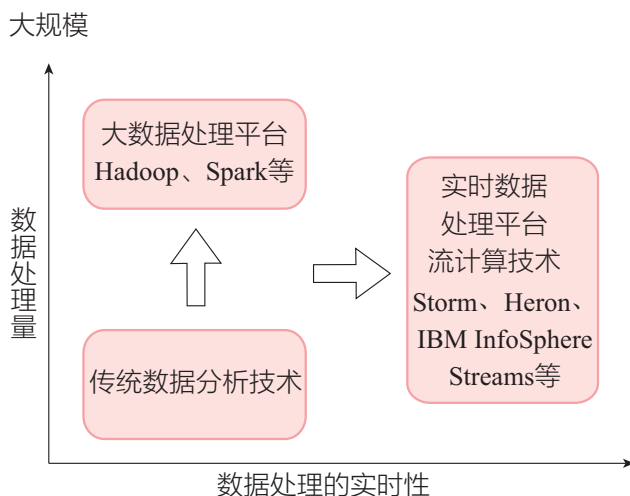 大规模
大数据处理平台
Hadoop、Spark等
实时数据
处理平台
流计算技术
Storm、Heron、
IBM InfoSphere
Streams等
数据处理量
传统数据分析技术
数据处理的实时性